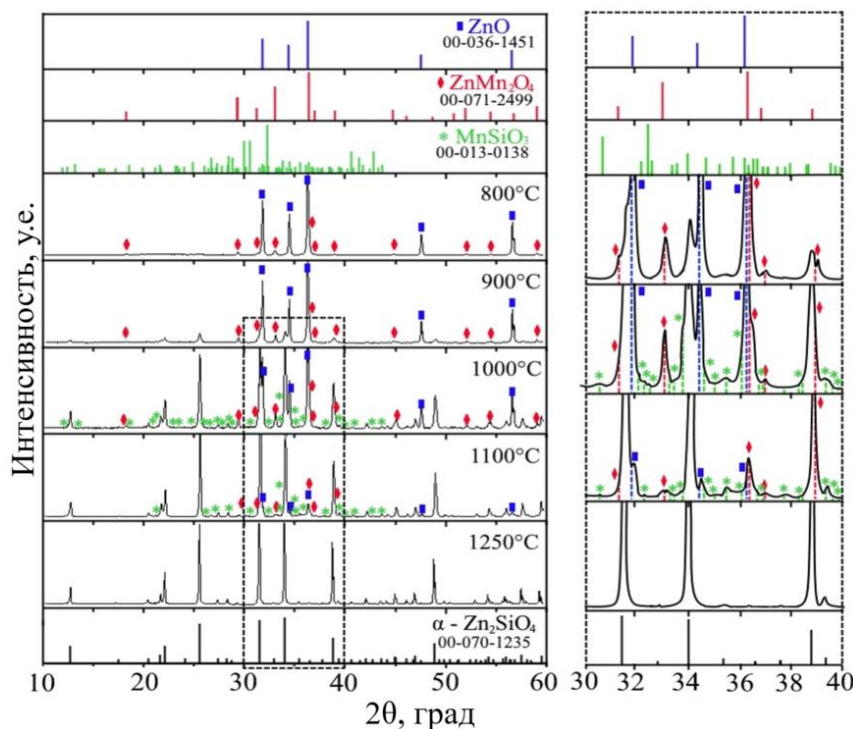 Интенсивность, у.е.
■ ZnO
00-036-1451
♦ ZnMn₂O₄
00-071-2499
* MnSiO₃
00-013-0138
800°C
900°C
1000°C
1100°C
1250°C
α - Zn₂SiO₄
00-070-1235
10 20 30 40 50 60
30 32 34 36 38 40
2θ, град